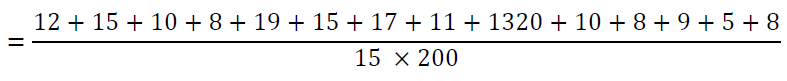 = 12 + 15 + 10 + 8 + 19 + 15 + 17 + 11 + 1320 + 10 + 8 + 9 + 5 + 8
15 × 200